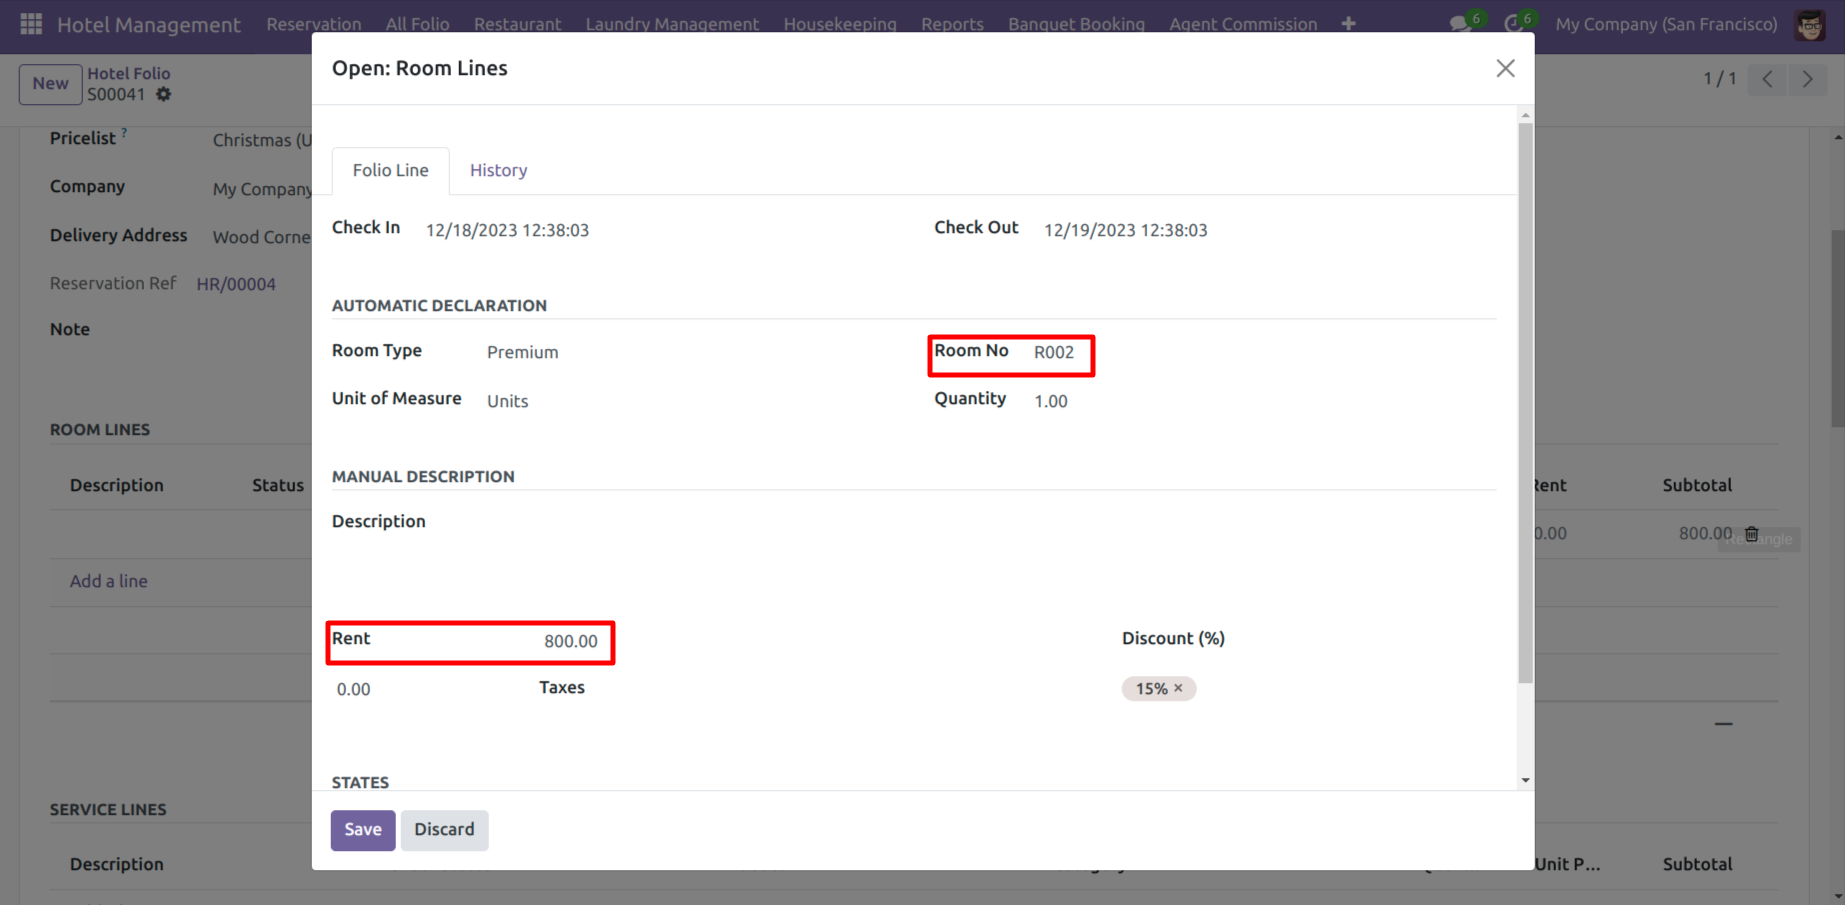 Hotel Management Reservation All Folio Restaurant Laundry Management Housekeeping Reports Banquet Booking Agent Commission + 6 6 My Company (San Francisco)
Open: Room Lines
New Hotel Folio 1 / 1
S00041
Pricelist ? Christmas (U
Company My Company
Delivery Address Wood Corne
Reservation Ref HR/00004
Note
Folio Line History
Check In 12/18/2023 12:38:03 Check Out 12/19/2023 12:38:03
AUTOMATIC DECLARATION
Room Type Premium Room No R002
Unit of Measure Units Quantity 1.00
ROOM LINES
MANUAL DESCRIPTION
Description Status Rent Subtotal
Description
0.00 800.00
Add a line
Rent 800.00 Discount (%)
0.00 Taxes 15% ×
STATES
SERVICE LINES
Save Discard
Description Unit P... Subtotal